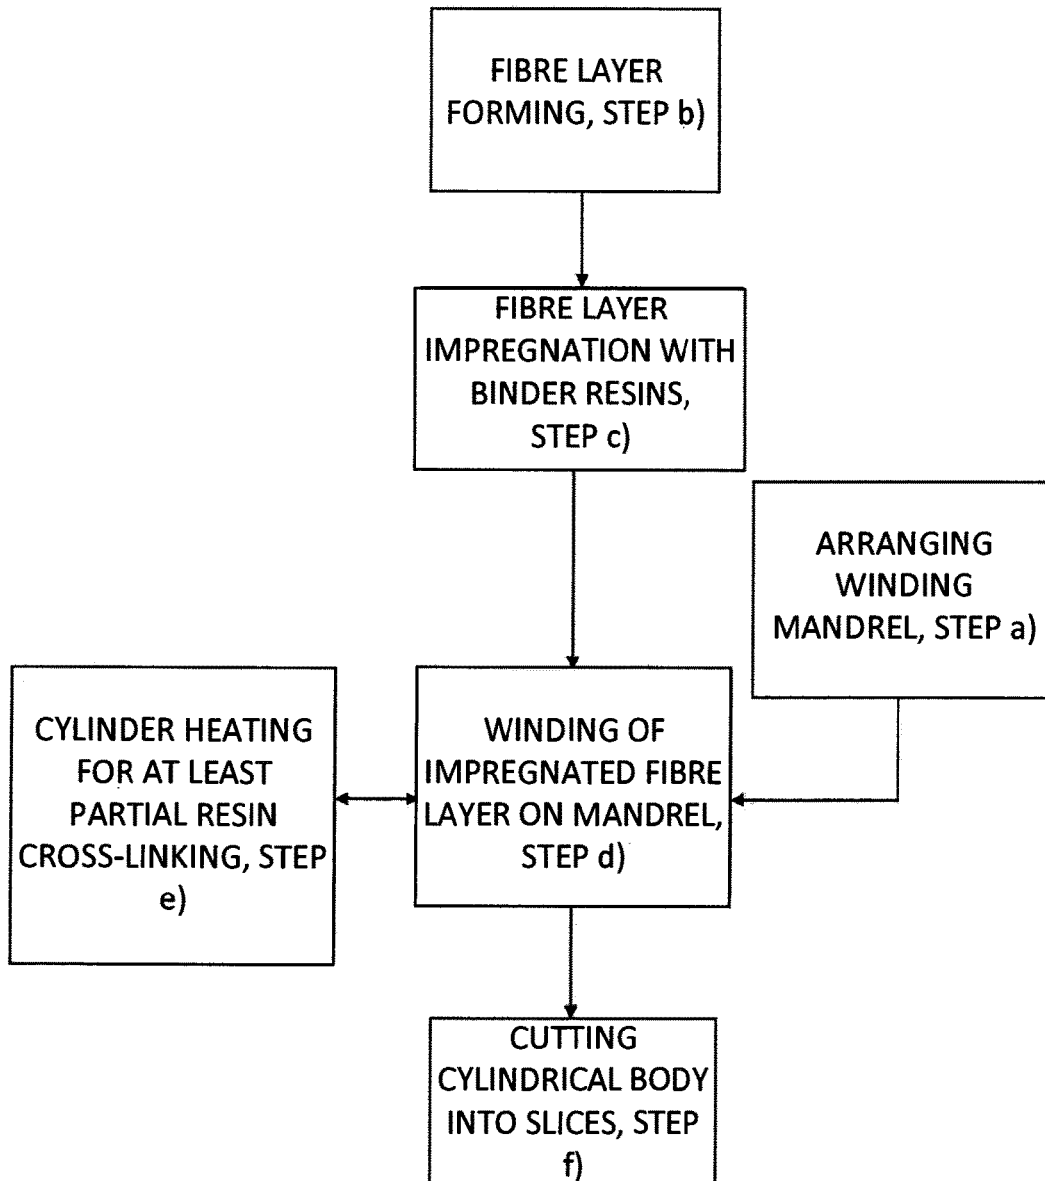 FIBRE LAYER
FORMING, STEP b)
FIBRE LAYER
IMPREGNATION WITH
BINDER RESINS,
STEP c)
ARRANGING
WINDING
MANDREL, STEP a)
CYLINDER HEATING
FOR AT LEAST
PARTIAL RESIN
CROSS-LINKING, STEP
e)
WINDING OF
IMPREGNATED FIBRE
LAYER ON MANDREL,
STEP d)
CUTTING
CYLINDRICAL BODY
INTO SLICES, STEP
f)